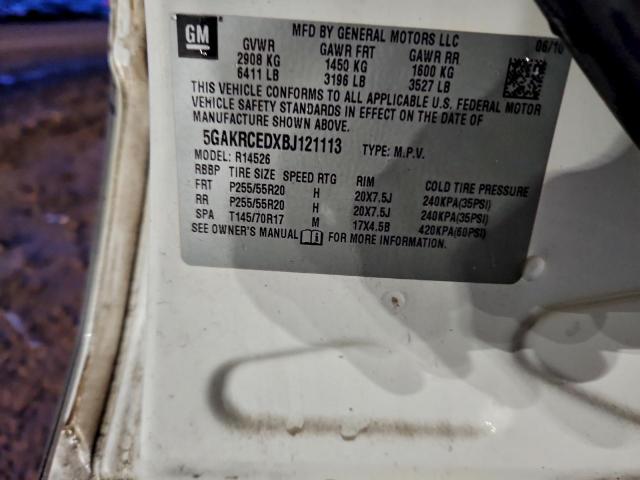 GM
MFD BY GENERAL MOTORS LLC
06/10
GVWR GAWR FRT GAWR RR
2908 KG 1450 KG 1600 KG
6411 LB 3196 LB 3527 LB
THIS VEHICLE CONFORMS TO ALL APPLICABLE U.S. FEDERAL MOTOR
VEHICLE SAFETY STANDARDS IN EFFECT ON THE DATE OF
MANUFACTURE SHOWN ABOVE.
5GAKRCEDXBJ121113 TYPE: M.P.V.
MODEL: R14526
RBBP TIRE SIZE SPEED RTG RIM COLD TIRE PRESSURE
FRT P255/55R20 H 20X7.5J 240KPA(35PSI)
RR P255/55R20 H 20X7.5J 240KPA(35PSI)
SPA T145/70R17 M 17X4.5B 420KPA(60PSI)
SEE OWNER'S MANUAL FOR MORE INFORMATION.